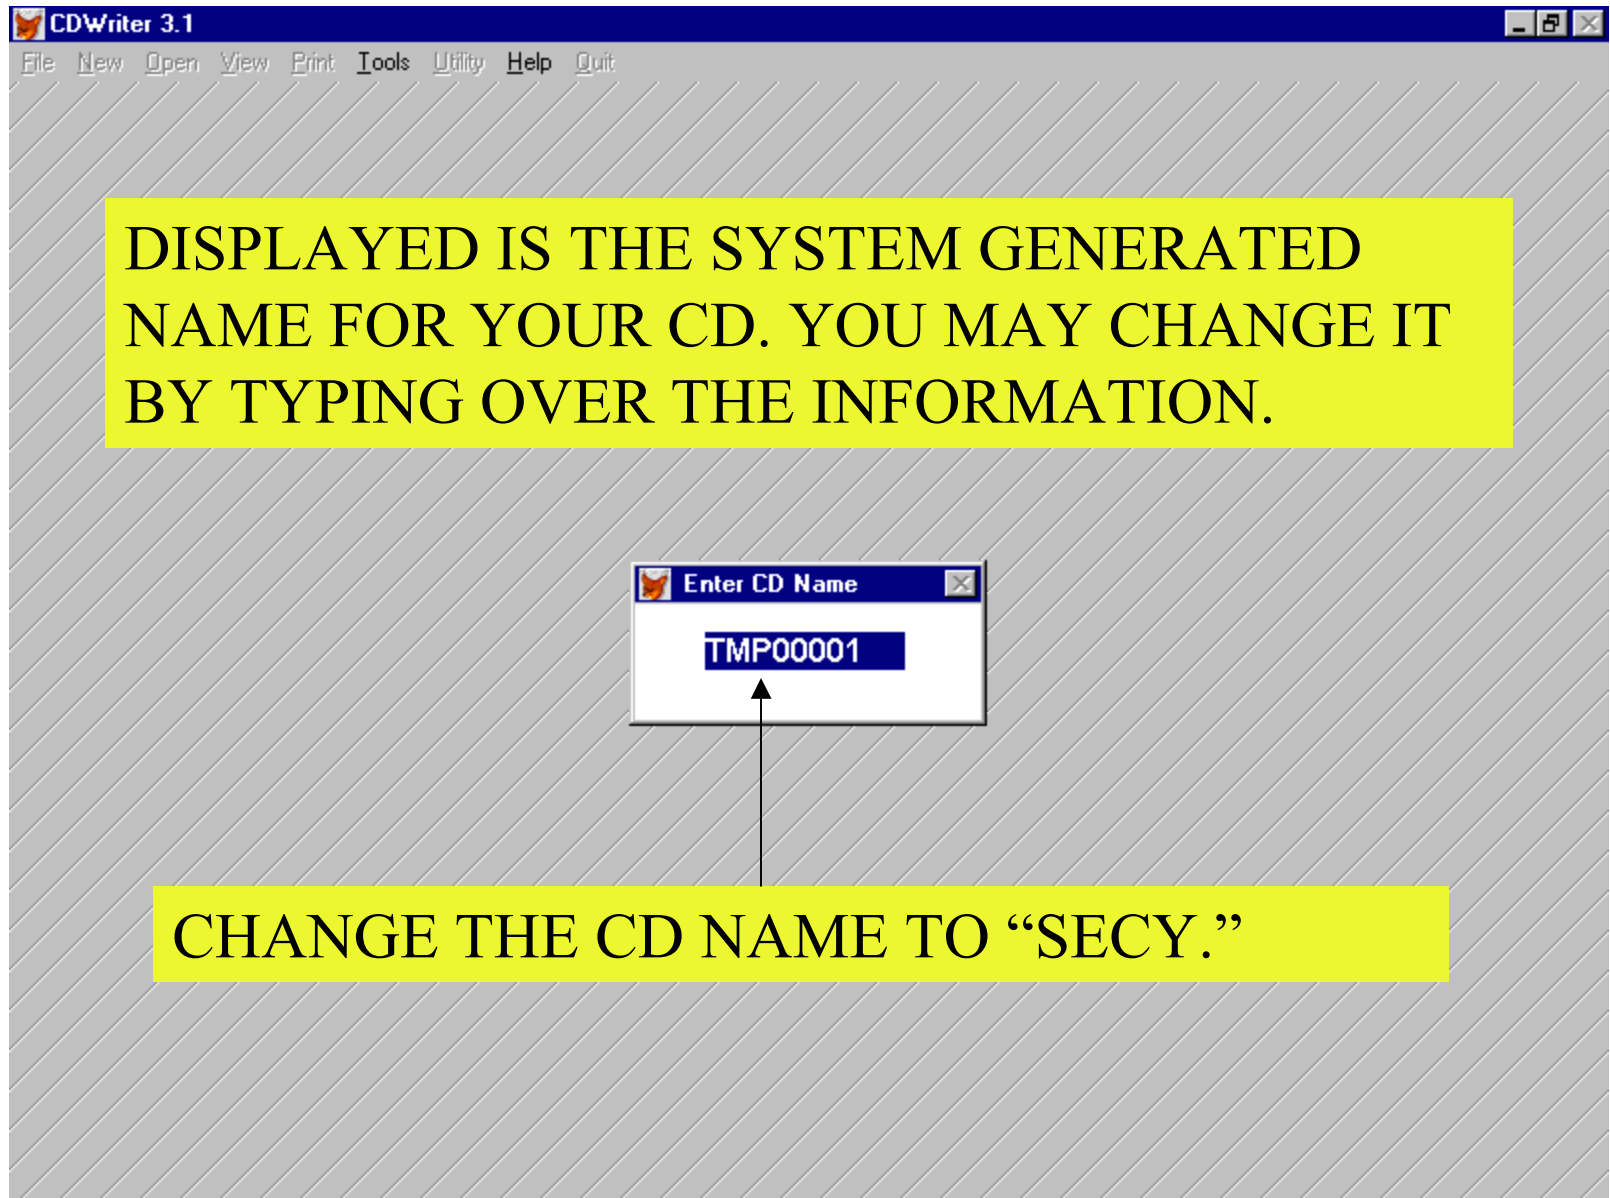 CDWriter 3.1
File New Open View Print Tools Utility Help Quit
DISPLAYED IS THE SYSTEM GENERATED
NAME FOR YOUR CD. YOU MAY CHANGE IT
BY TYPING OVER THE INFORMATION.
Enter CD Name
TMP00001
CHANGE THE CD NAME TO “SECY.”